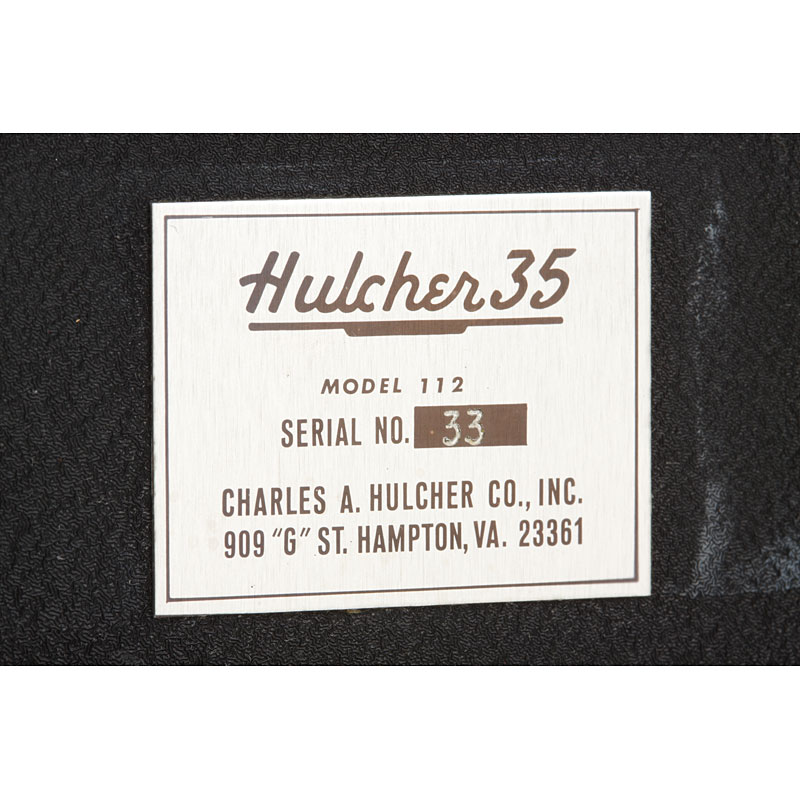 Hulcher 35
MODEL 112
SERIAL NO. 33
CHARLES A. HULCHER CO., INC.
909 "G" ST. HAMPTON, VA. 23361